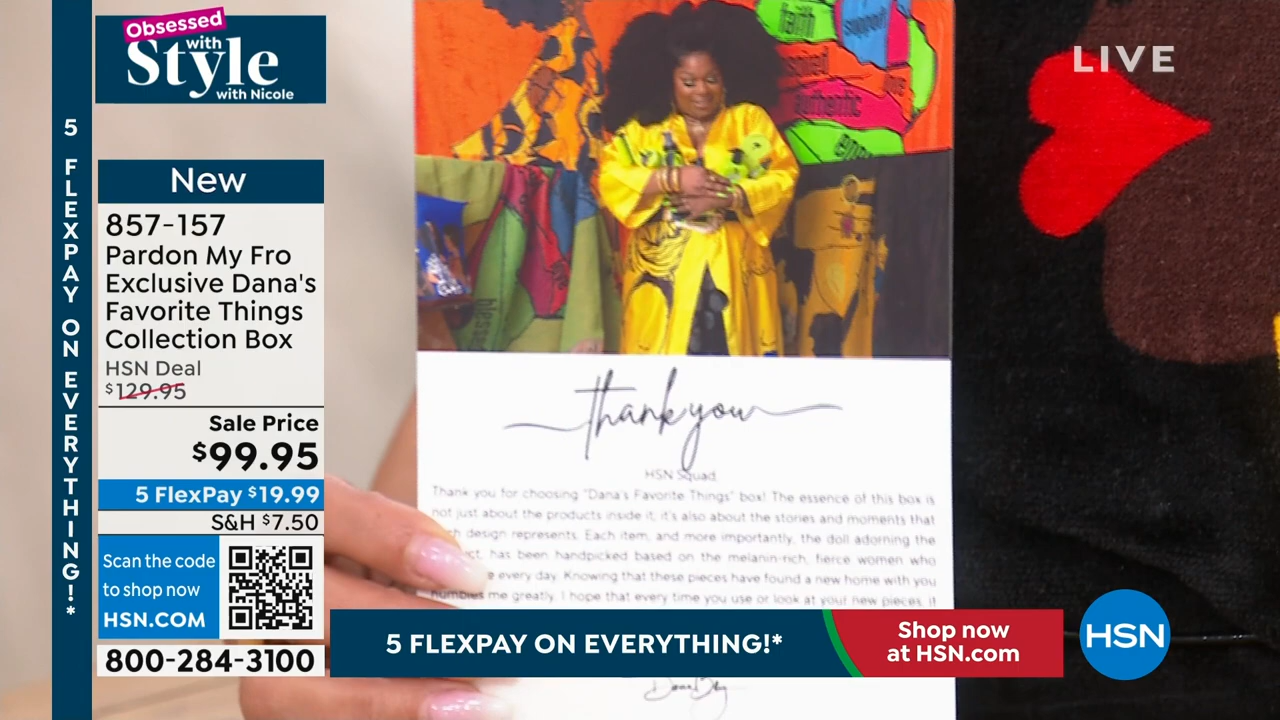 Obsessed
with
Style
with Nicole
LIVE
5 FLEXPAY ON EVERYTHING!*
New
857-157
Pardon My Fro
Exclusive Dana's
Favorite Things
Collection Box
HSN Deal
$129.95
Sale Price
$99.95
5 FlexPay $19.99
S&H $7.50
Scan the code
to shop now
HSN.COM
800-284-3100
faith
support
authentic
blessed
thank you
HSN Squad,
Thank you for choosing "Dana's Favorite Things" box! The essence of this box is
not just about the products inside it; it's also about the stories and moments that
design represents. Each item, and more importantly, the doll adorning the
has been handpicked based on the melanin-rich, fierce women who
every day. Knowing that these pieces have found a new home with you
humbles me greatly. I hope that every time you use or look at your new pieces, it
5 FLEXPAY ON EVERYTHING!*
Shop now
at HSN.com
HSN